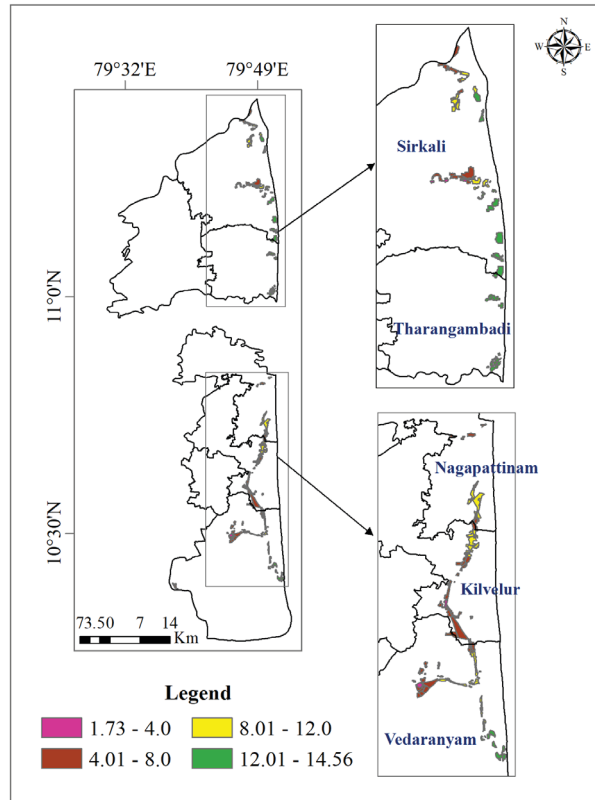 N
W E
S
79°32'E 79°49'E
Sirkali
11°0'N
Tharangambadi
Nagapattinam
10°30'N
Kilvelur
73.50 7 14
Km
Vedaranyam
Legend
1.73 - 4.0 8.01 - 12.0
4.01 - 8.0 12.01 - 14.56